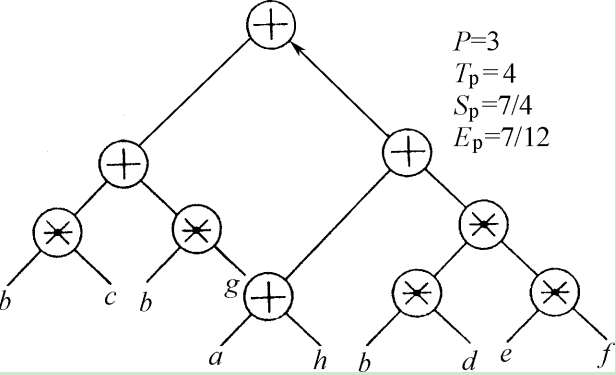 +
P=3
Tp=4
Sp=7/4
Ep=7/12
+ +
* * *
b c b g + * *
a h b d e f